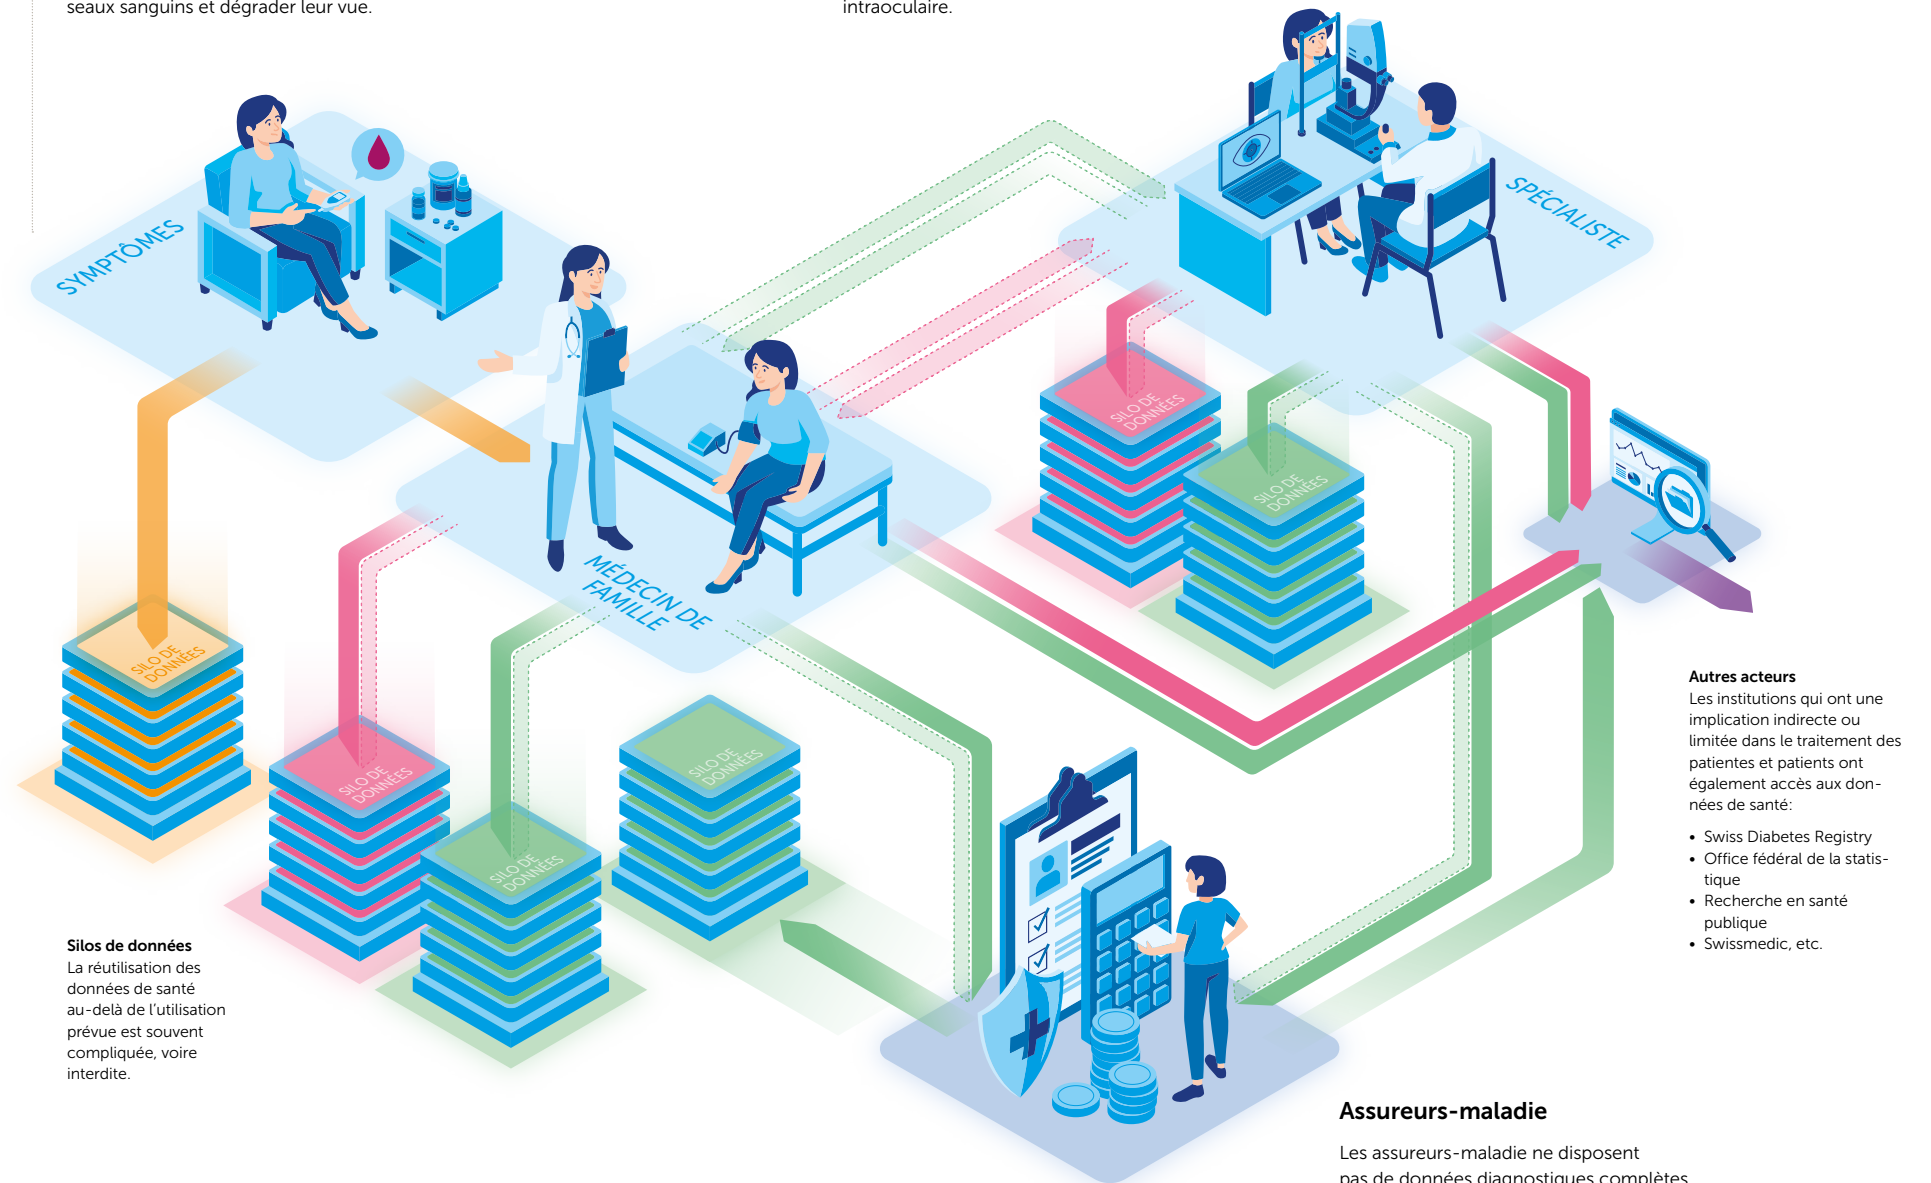 seaux sanguins et dégrader leur vue.
intraoculaire.
SYMPTÔMES
SPÉCIALISTE
MÉDECIN DE
FAMILLE
SILO DE
DONNÉES
SILO DE
DONNÉES
SILO DE
DONNÉES
SILO DE
DONNÉES
SILO DE
DONNÉES
SILO DE
DONNÉES
Silos de données
La réutilisation des
données de santé
au-delà de l'utilisation
prévue est souvent
compliquée, voire
interdite.
Autres acteurs
Les institutions qui ont une
implication indirecte ou
limitée dans le traitement des
patientes et patients ont
également accès aux don-
nées de santé:
• Swiss Diabetes Registry
• Office fédéral de la statis-
tique
• Recherche en santé
publique
• Swissmedic, etc.
Assureurs-maladie
Les assureurs-maladie ne disposent
pas de données diagnostiques complètes